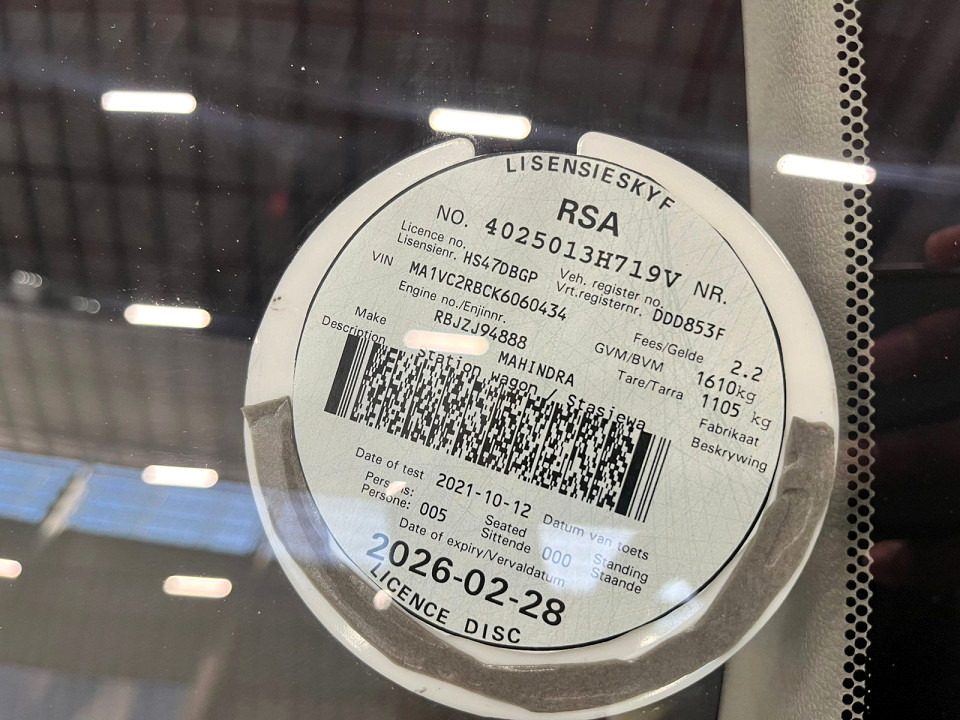 LISENSIESKYF
RSA
NO. 4025013H719V NR.
Licence no. Lisensienr. HS47DBGP Veh. register no. Vrt.registernr. DDD853F
VIN MA1VC2RBCK6060434
Engine no./Enjinnr. RBJZJ94888
Fees/Gelde 2.2
GVM/BVM 1610kg
Tare/Tarra 1105 kg
Make MAHINDRA Fabrikaat
Description Station wagon / Stasiewa Beskrywing
Date of test 2021-10-12 Datum van toets
Persons: Persone: 005 Seated Sittende 000 Standing Staande
Date of expiry/Vervaldatum
2026-02-28
LICENCE DISC